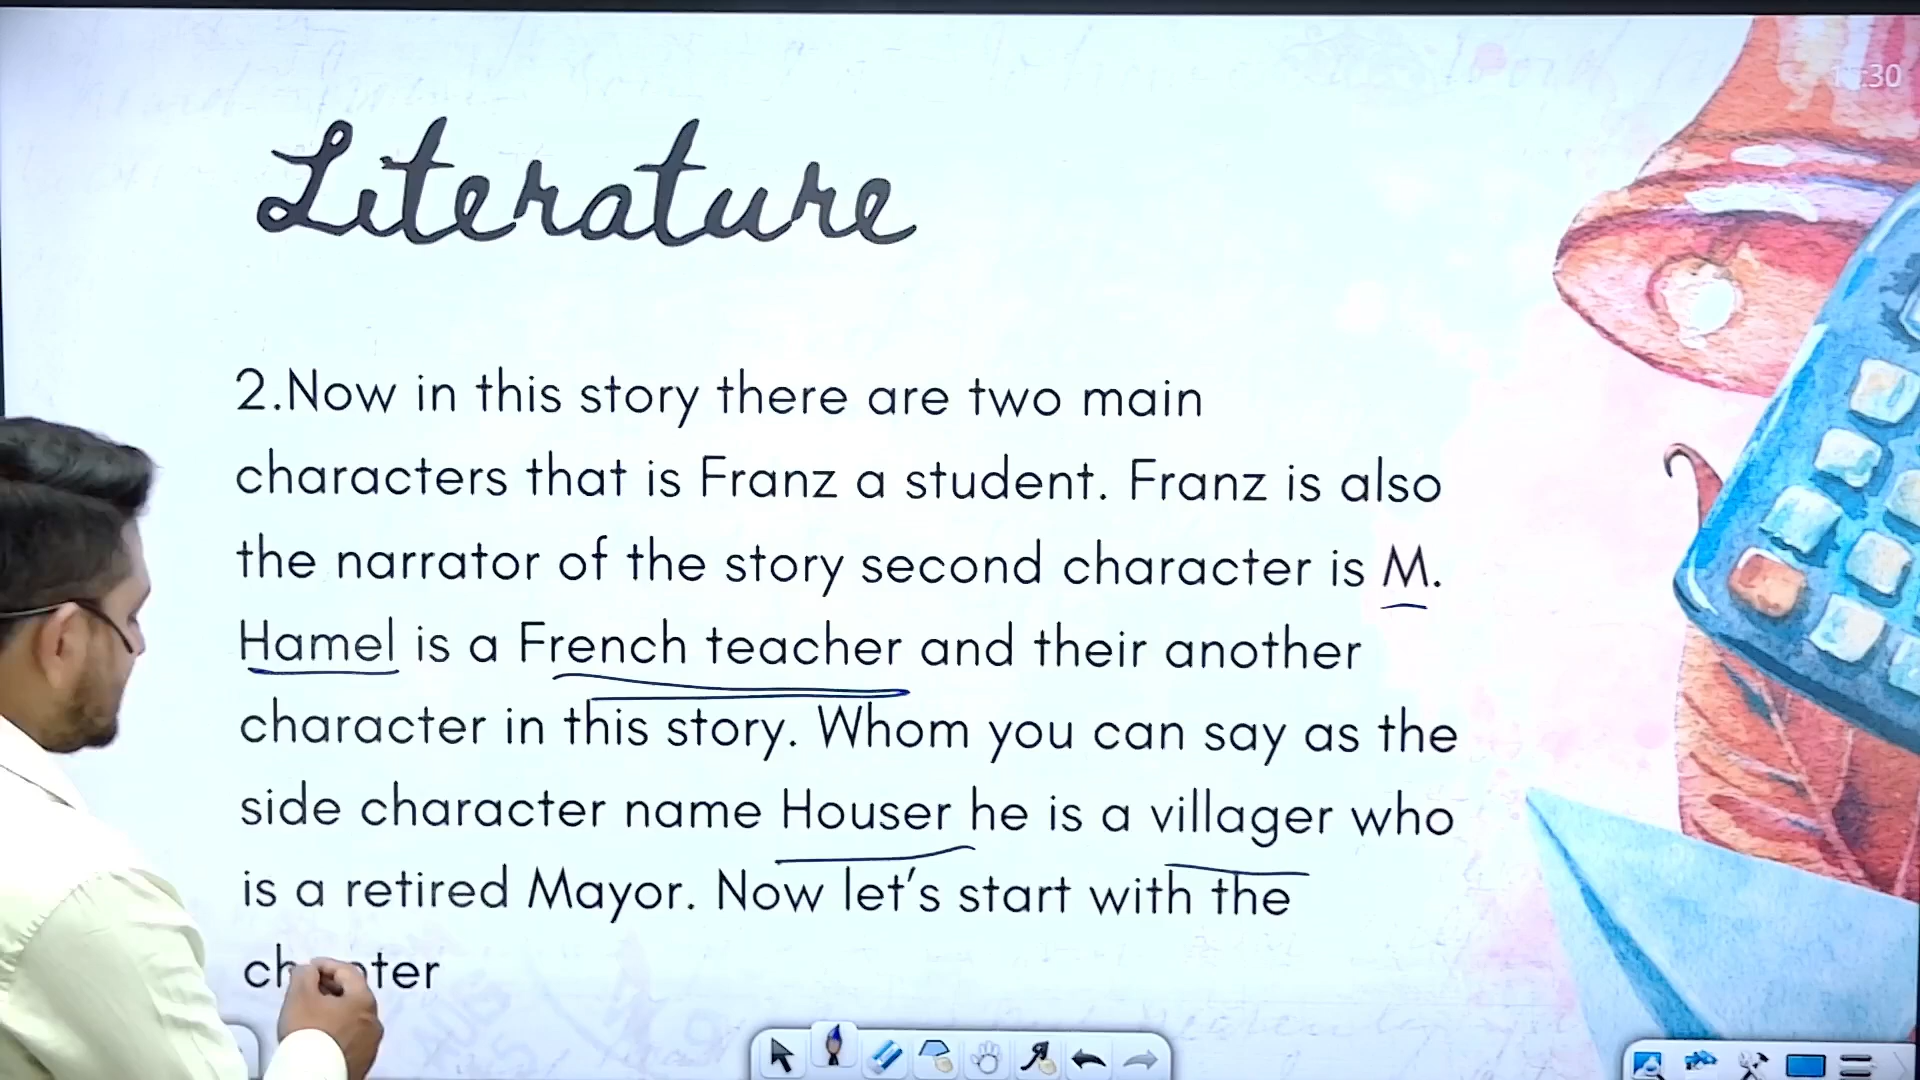 Literature
2.Now in this story there are two main
characters that is Franz a student. Franz is also
the narrator of the story second character is M.
Hamel is a French teacher and their another
character in this story. Whom you can say as the
side character name Houser he is a villager who
is a retired Mayor. Now let's start with the